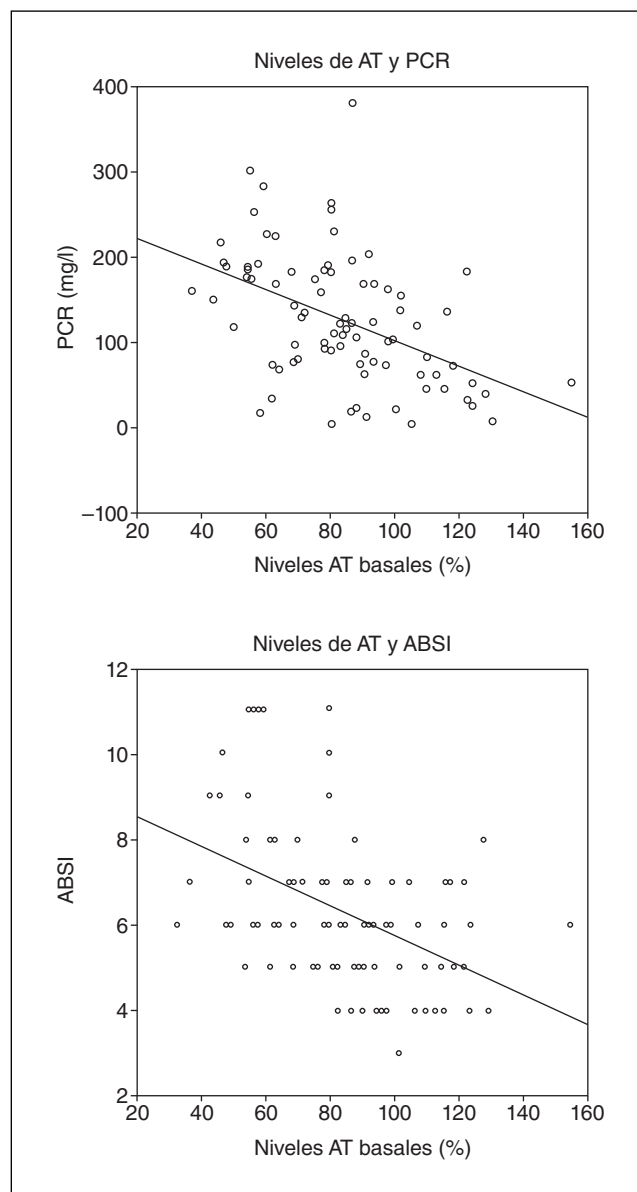 Niveles de AT y PCR
400
300
200
100
0
–100
PCR (mg/l)
20 40 60 80 100 120 140 160
Niveles AT basales (%)
Niveles de AT y ABSI
12
10
8
6
4
2
ABSI
20 40 60 80 100 120 140 160
Niveles AT basales (%)